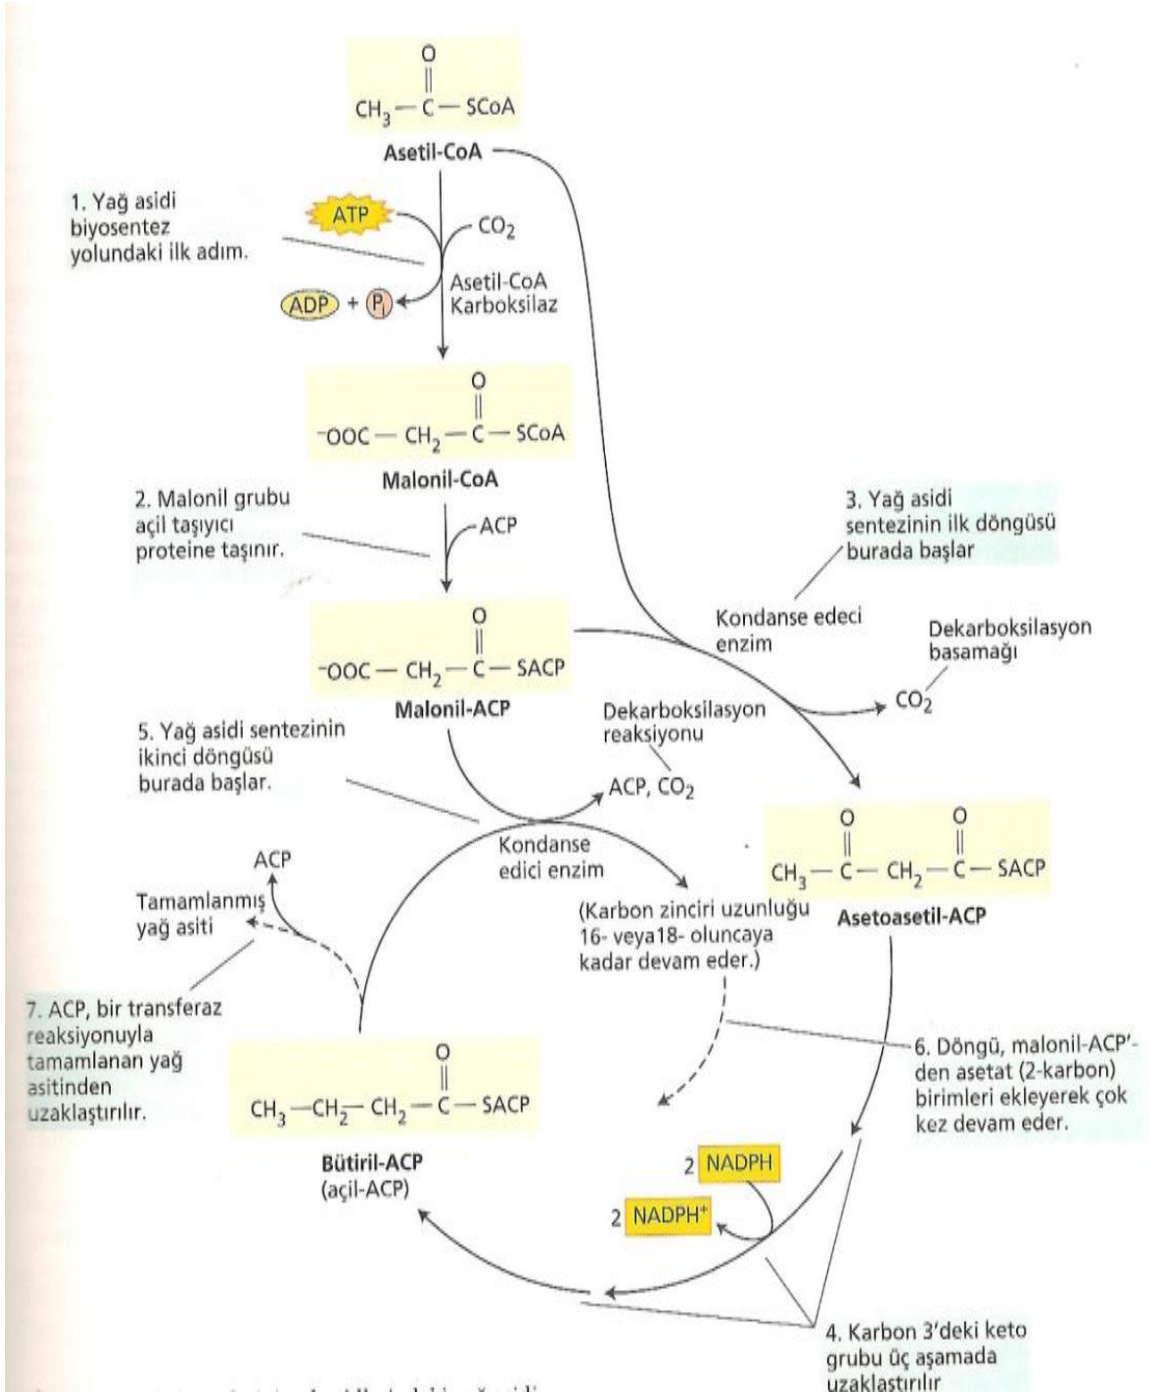 O
CH3 — C — SCoA
Asetil-CoA
1. Yağ asidi
biyosentez
yolundaki ilk adım.
ATP
CO2
ADP + Pi
Asetil-CoA
Karboksilaz
O
⁻OOC — CH2 — C — SCoA
Malonil-CoA
2. Malonil grubu
açil taşıyıcı
proteine taşınır.
ACP
3. Yağ asidi
sentezinin ilk döngüsü
burada başlar
O
⁻OOC — CH2 — C — SACP
Malonil-ACP
Kondanse edeci
enzim
Dekarboksilasyon
basamağı
CO2
5. Yağ asidi sentezinin
ikinci döngüsü
burada başlar.
Dekarboksilasyon
reaksiyonu
ACP, CO2
Kondanse
edici enzim
O O
CH3 — C — CH2 — C — SACP
Asetoasetil-ACP
ACP
Tamamlanmış
yağ asiti
(Karbon zinciri uzunluğu
16- veya18- oluncaya
kadar devam eder.)
7. ACP, bir transferaz
reaksiyonuyla
tamamlanan yağ
asitinden
uzaklaştırılır.
O
CH3 — CH2 — CH2 — C — SACP
Bütiril-ACP
(açil-ACP)
6. Döngü, malonil-ACP'-
den asetat (2-karbon)
birimleri ekleyerek çok
kez devam eder.
2 NADPH
2 NADPH⁺
4. Karbon 3'deki keto
grubu üç aşamada
uzaklaştırılır